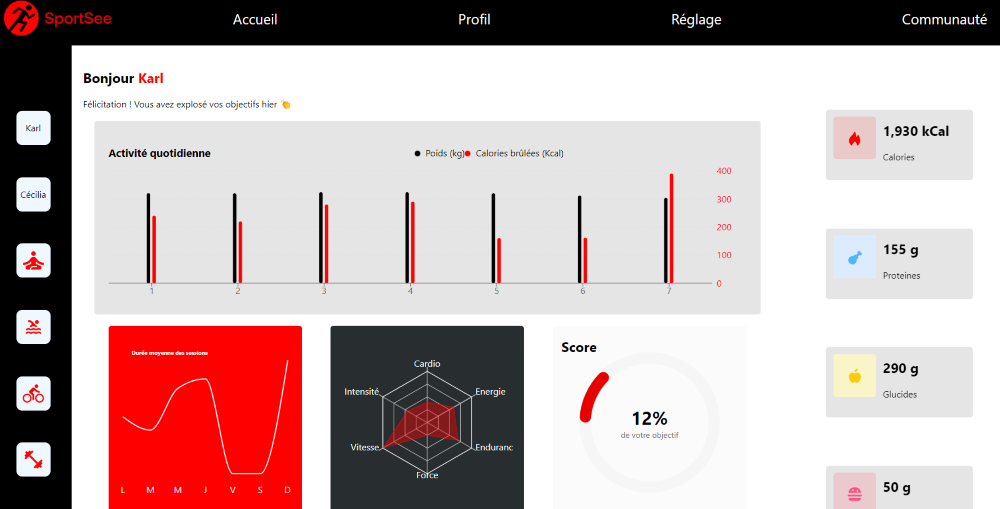 SportSee
Accueil
Profil
Réglage
Communauté
Bonjour Karl
Félicitation ! Vous avez explosé vos objectifs hier 👏
Karl
Cécilia
Activité quotidienne
Poids (kg)
Calories brûlées (Kcal)
400
300
200
100
0
1 2 3 4 5 6 7
1,930 kCal
Calories
155 g
Proteines
290 g
Glucides
50 g
Durée moyenne des sessions
L M M J V S D
Cardio
Energie
Enduranc
Force
Vitesse
Intensité
Score
12%
de votre objectif